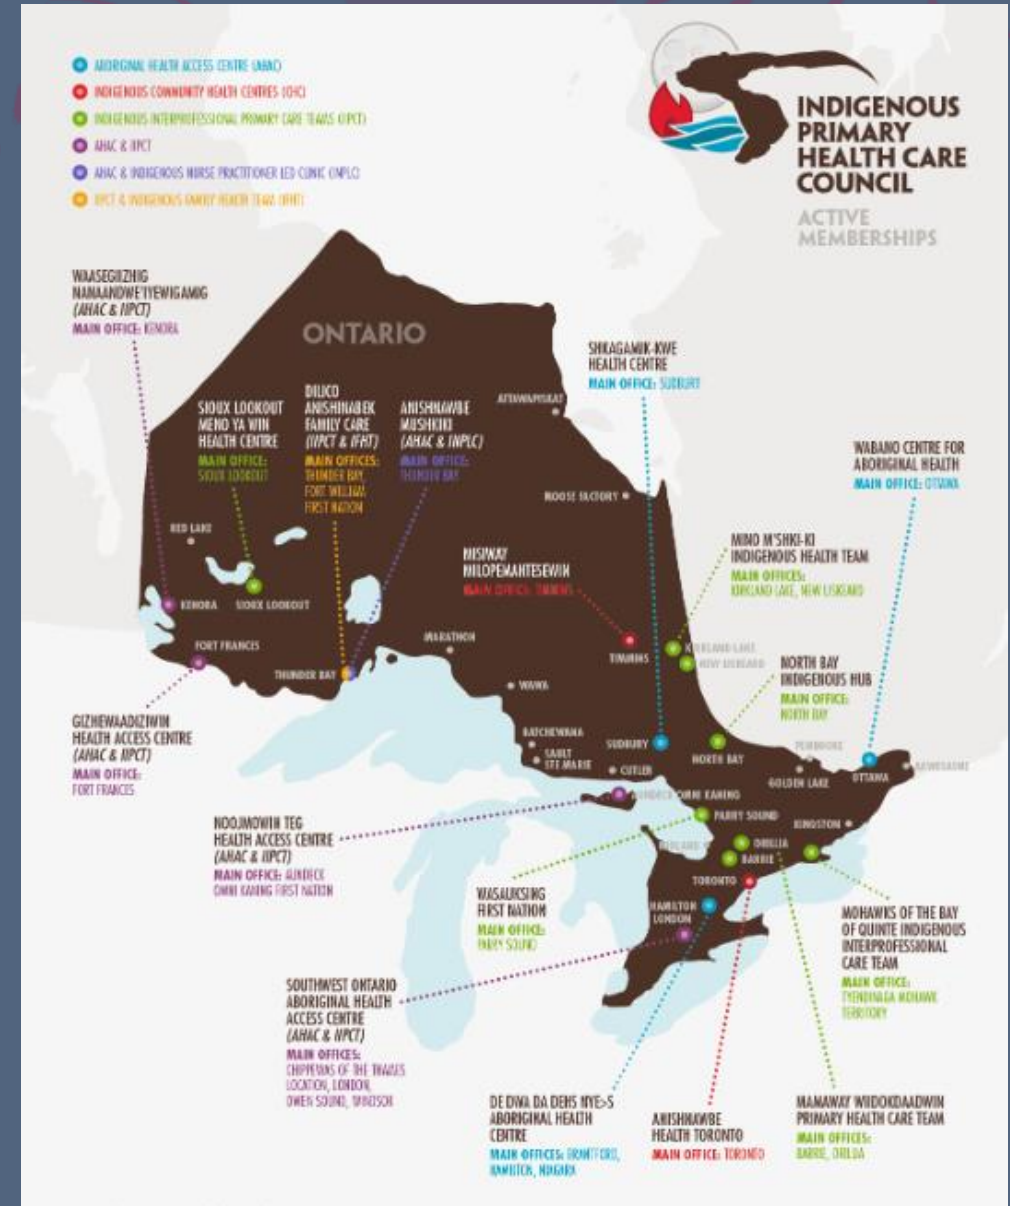 ABORIGINAL HEALTH ACCESS CENTRE (AHAC)
INDIGENOUS COMMUNITY HEALTH CENTRES (CHC)
INDIGENOUS INTERPROFESSIONAL PRIMARY CARE TEAMS (IIPCT)
AHAC & IIPCT
AHAC & INDIGENOUS NURSE PRACTITIONER LED CLINIC (INPLC)
IIPCT & INDIGENOUS FAMILY HEALTH TEAM (IFHT)
INDIGENOUS
PRIMARY
HEALTH CARE
COUNCIL
ACTIVE
MEMBERSHIPS
WAASEGIIZHIG
NANAANDWE'IYEWIGAMIG
(AHAC & IIPCT)
MAIN OFFICE: KENORA
ONTARIO
SHKAGAMIK-KWE
HEALTH CENTRE
MAIN OFFICE: SUDBURY
SIOUX LOOKOUT
MENO YA WIN
HEALTH CENTRE
MAIN OFFICE:
SIOUX LOOKOUT
DILICO
ANISHINABEK
FAMILY CARE
(IIPCT & IFHT)
MAIN OFFICES:
THUNDER BAY,
FORT WILLIAM
FIRST NATION
ANISHNAWBE
MUSHKIKI
(AHAC & INPLC)
MAIN OFFICE:
THUNDER BAY
ATTAWAPISKAT
WABANO CENTRE FOR
ABORIGINAL HEALTH
MAIN OFFICE: OTTAWA
MOOSE FACTORY
RED LAKE
MISIWAY
MILOPEMAHTESEWIN
MAIN OFFICE: TIMMINS
MINO M'SHKI-KI
INDIGENOUS HEALTH TEAM
MAIN OFFICES:
KIRKLAND LAKE, NEW LISKEARD
KENORA
SIOUX LOOKOUT
FORT FRANCES
MARATHON
TIMMINS
KIRKLAND LAKE
NEW LISKEARD
THUNDER BAY
WAWA
NORTH BAY
INDIGENOUS HUB
MAIN OFFICE:
NORTH BAY
GIZHEWAADIZIWIN
HEALTH ACCESS CENTRE
(AHAC & IIPCT)
MAIN OFFICE:
FORT FRANCES
BATCHEWANA
SAULT
STE MARIE
CUTLER
SUDBURY
NORTH BAY
PEMBROKE
GOLDEN LAKE
OTTAWA
AKWESASNE
AUNDECK OMNI KANING
PARRY SOUND
KINGSTON
NOOJMOWIN TEG
HEALTH ACCESS CENTRE
(AHAC & IIPCT)
MAIN OFFICE: AUNDECK
OMNI KANING FIRST NATION
MIDLAND
ORILLIA
BARRIE
TORONTO
WASAUKSING
FIRST NATION
MAIN OFFICE:
PARRY SOUND
HAMILTON
LONDON
MOHAWKS OF THE BAY
OF QUINTE INDIGENOUS
INTERPROFESSIONAL
CARE TEAM
MAIN OFFICE:
TYENDINAGA MOHAWK
TERRITORY
SOUTHWEST ONTARIO
ABORIGINAL HEALTH
ACCESS CENTRE
(AHAC & IIPCT)
MAIN OFFICES:
CHIPPEWAS OF THE THAMES
LOCATION, LONDON,
OWEN SOUND, WINDSOR
DE DWA DA DEHS NYE>S
ABORIGINAL HEALTH
CENTRE
MAIN OFFICES: BRANTFORD,
HAMILTON, NIAGARA
ANISHNAWBE
HEALTH TORONTO
MAIN OFFICE: TORONTO
MAMAWAY WIIDOKDAADWIN
PRIMARY HEALTH CARE TEAM
MAIN OFFICES:
BARRIE, ORILLIA